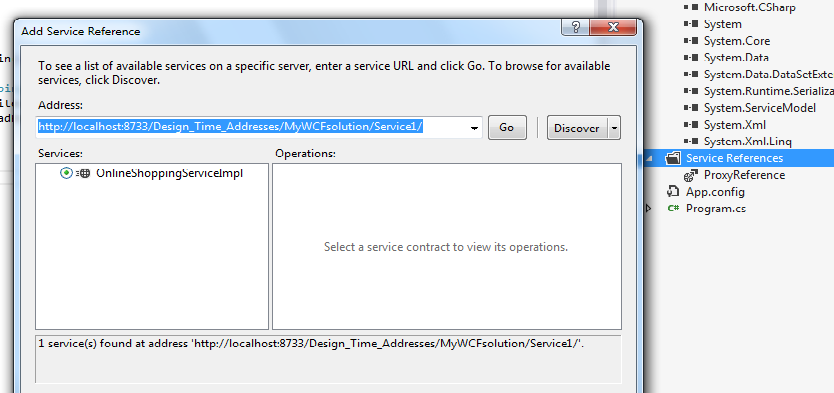 Add Service Reference
To see a list of available services on a specific server, enter a service URL and click Go. To browse for available
services, click Discover.
Address:
http://localhost:8733/Design_Time_Addresses/MyWCFsolution/Service1/
Go
Discover
Services:
Operations:
OnlineShoppingServiceImpl
Select a service contract to view its operations.
1 service(s) found at address 'http://localhost:8733/Design_Time_Addresses/MyWCFsolution/Service1/'.
Microsoft.CSharp
System
System.Core
System.Data
System.Data.DataSetExte
System.Runtime.Serializa
System.ServiceModel
System.Xml
System.Xml.Linq
Service References
ProxyReference
App.config
C# Program.cs